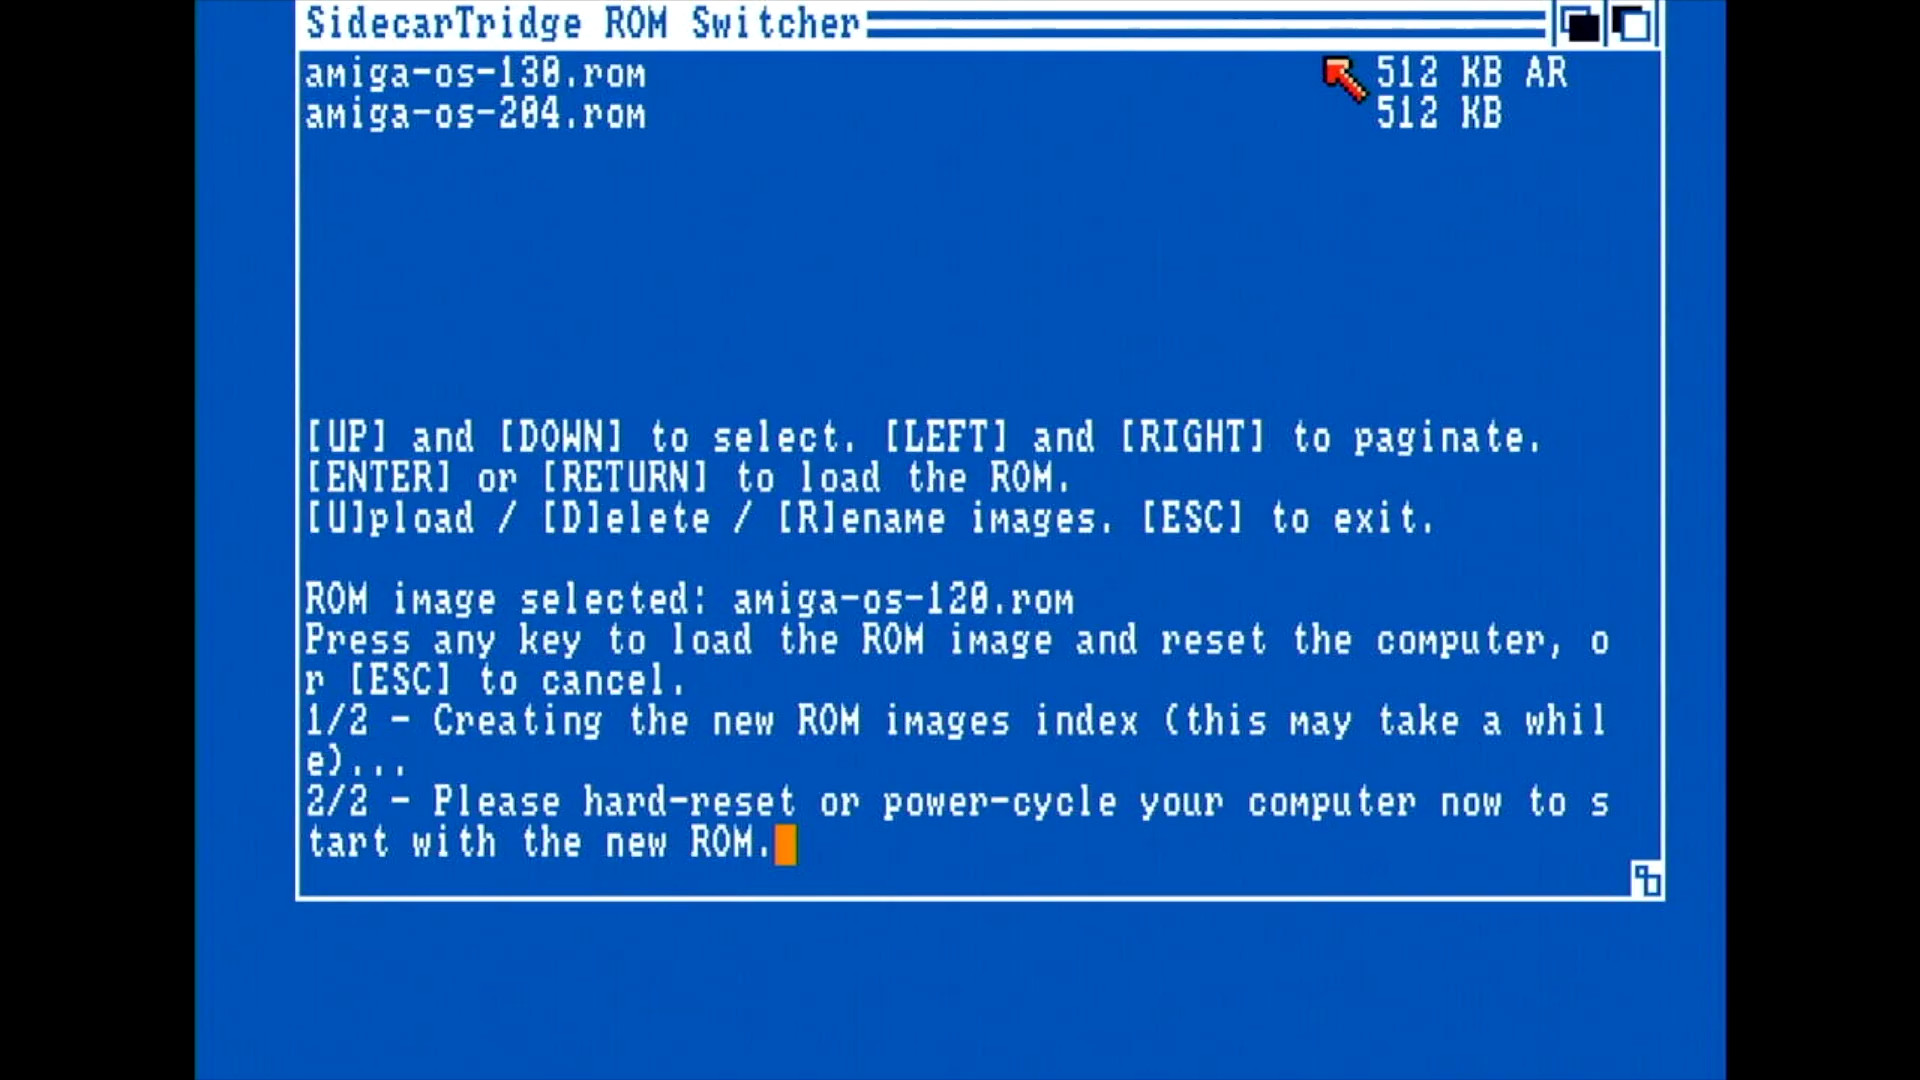 SidecarTridge ROM Switcher
amiga-os-130.rom 512 KB AR
amiga-os-204.rom 512 KB
[UP] and [DOWN] to select. [LEFT] and [RIGHT] to paginate.
[ENTER] or [RETURN] to load the ROM.
[U]pload / [D]elete / [R]ename images. [ESC] to exit.
ROM image selected: amiga-os-120.rom
Press any key to load the ROM image and reset the computer, o
r [ESC] to cancel.
1/2 - Creating the new ROM images index (this may take a whil
e)...
2/2 - Please hard-reset or power-cycle your computer now to s
tart with the new ROM.